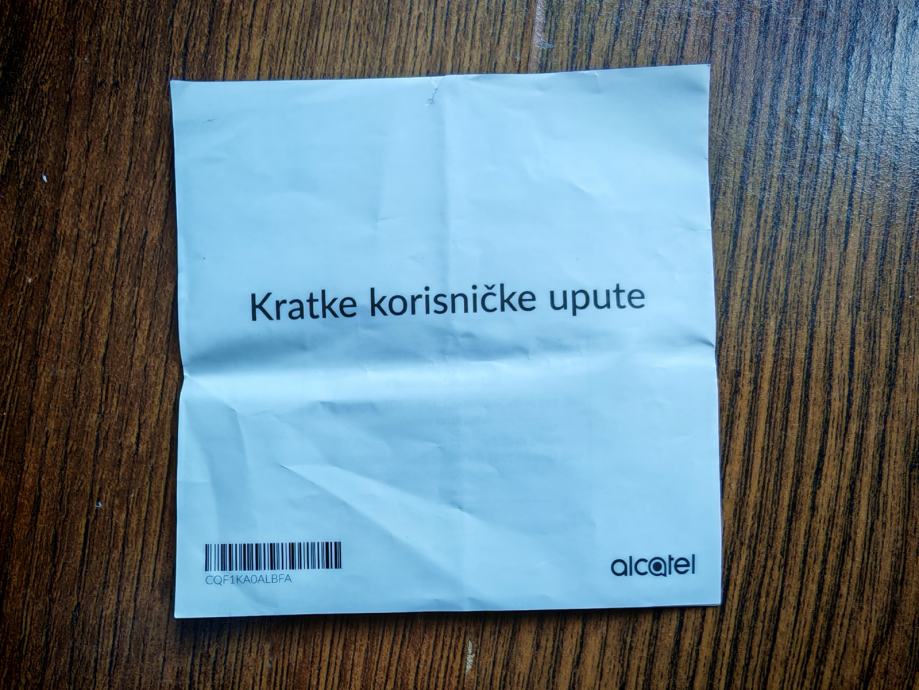 Kratke korisničke upute
CQF1KA0ALBFA
alcatel